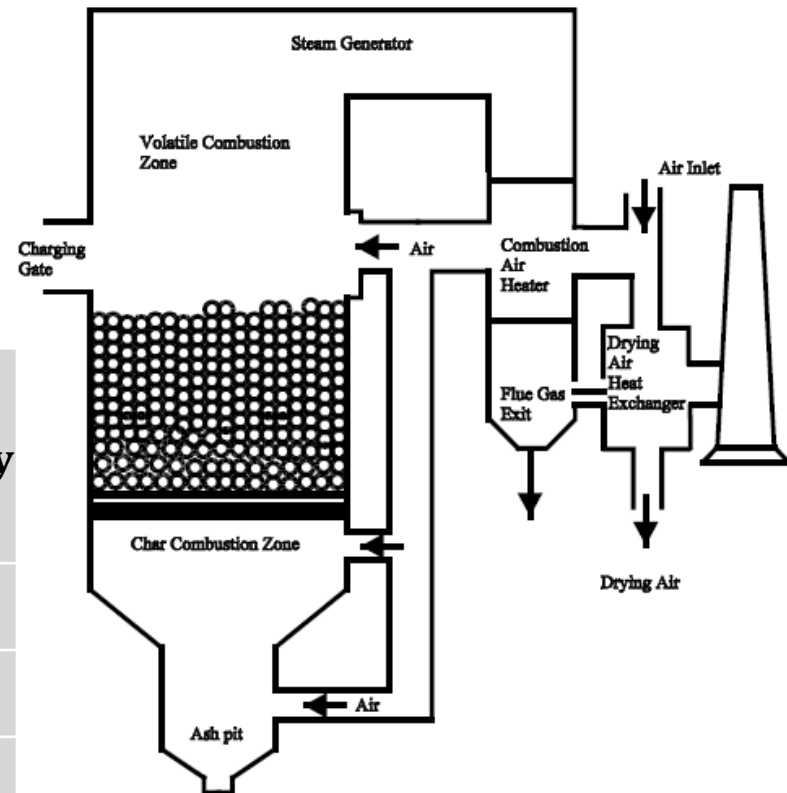 Steam Generator
Volatile Combustion
Zone
Air Inlet
Charging
Gate
Air
Combustion
Air
Heater
Drying
Air
Heat
Exchanger
Flue Gas
Exit
y
Char Combustion Zone
Drying Air
Air
Ash pit